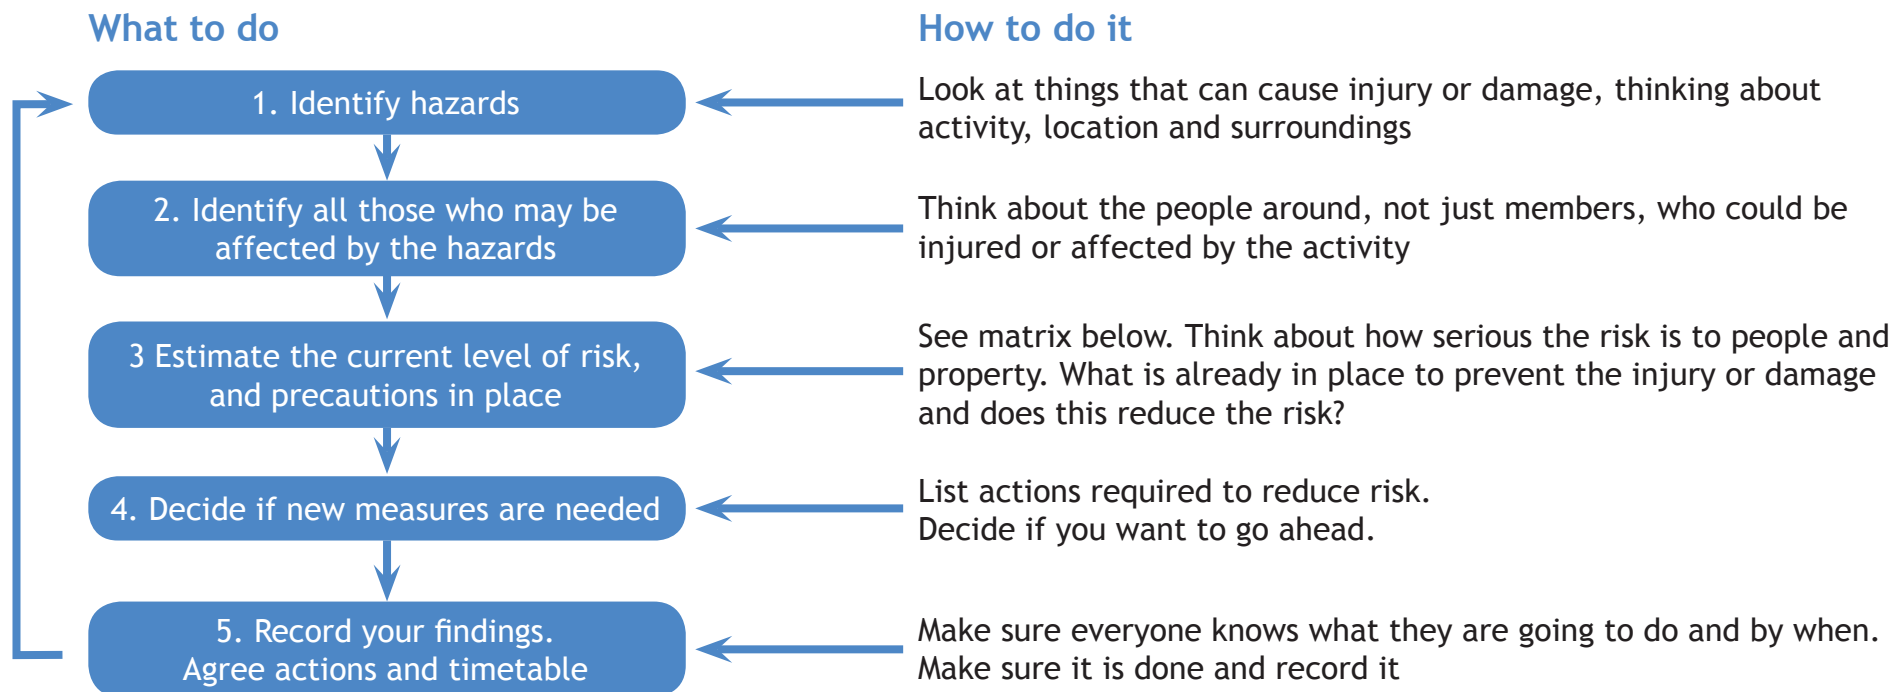 What to do
How to do it
1. Identify hazards
Look at things that can cause injury or damage, thinking about
activity, location and surroundings
2. Identify all those who may be
affected by the hazards
Think about the people around, not just members, who could be
injured or affected by the activity
3 Estimate the current level of risk,
and precautions in place
See matrix below. Think about how serious the risk is to people and
property. What is already in place to prevent the injury or damage
and does this reduce the risk?
4. Decide if new measures are needed
List actions required to reduce risk.
Decide if you want to go ahead.
5. Record your findings.
Agree actions and timetable
Make sure everyone knows what they are going to do and by when.
Make sure it is done and record it